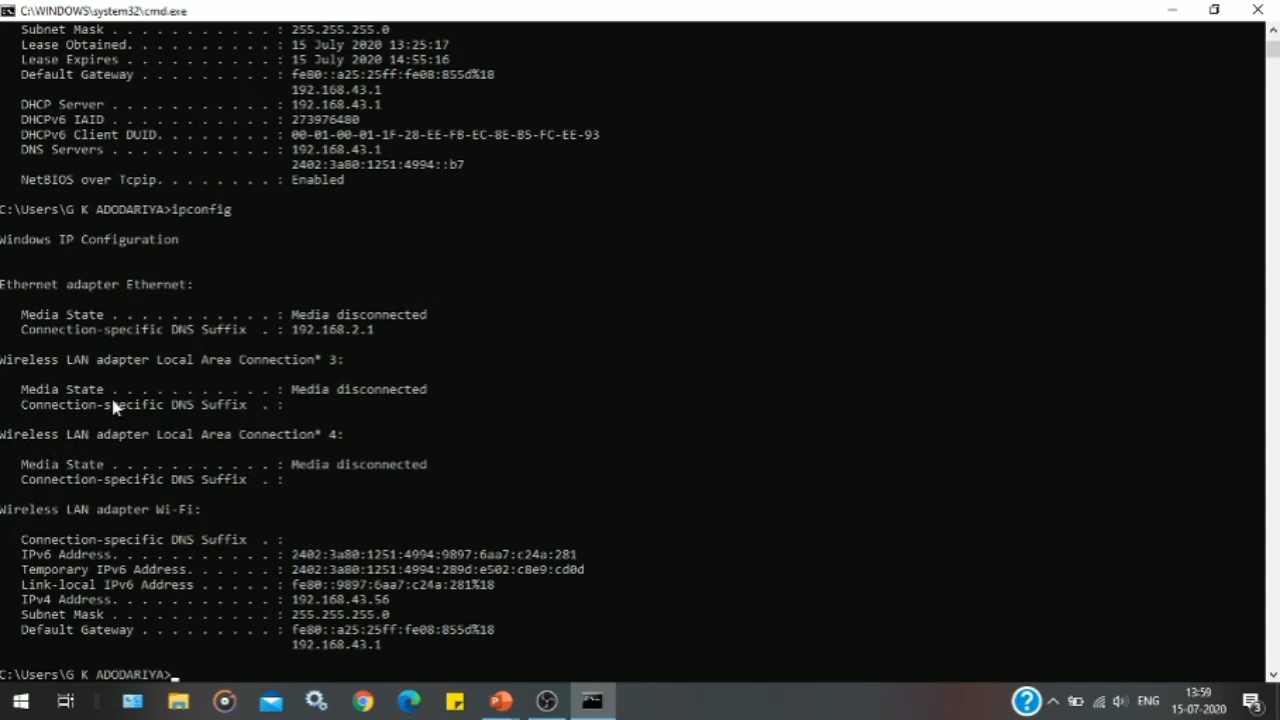 C:\WINDOWS\system32\cmd.exe
Subnet Mask . . . . . . . . . . . : 255.255.255.0
Lease Obtained. . . . . . . . . . : 15 July 2020 13:25:17
Lease Expires . . . . . . . . . . : 15 July 2020 14:55:16
Default Gateway . . . . . . . . . : fe80::a25:25ff:fe08:855d%18
192.168.43.1
DHCP Server . . . . . . . . . . . : 192.168.43.1
DHCPv6 IAID . . . . . . . . . . . : 273976480
DHCPv6 Client DUID. . . . . . . . : 00-01-00-01-1F-28-EE-FB-EC-8E-B5-FC-EE-93
DNS Servers . . . . . . . . . . . : 192.168.43.1
2402:3a80:1251:4994::b7
NetBIOS over Tcpip. . . . . . . . : Enabled
C:\Users\G K ADODARIYA>ipconfig
Windows IP Configuration
Ethernet adapter Ethernet:
Media State . . . . . . . . . . . : Media disconnected
Connection-specific DNS Suffix  . : 192.168.2.1
Wireless LAN adapter Local Area Connection* 3:
Media State . . . . . . . . . . . : Media disconnected
Connection-specific DNS Suffix  . :
Wireless LAN adapter Local Area Connection* 4:
Media State . . . . . . . . . . . : Media disconnected
Connection-specific DNS Suffix  . :
Wireless LAN adapter Wi-Fi:
Connection-specific DNS Suffix  . :
IPv6 Address. . . . . . . . . . . : 2402:3a80:1251:4994:9897:6aa7:c24a:281
Temporary IPv6 Address. . . . . . : 2402:3a80:1251:4994:289d:e502:c8e9:cd0d
Link-local IPv6 Address . . . . . : fe80::9897:6aa7:c24a:281%18
IPv4 Address. . . . . . . . . . . : 192.168.43.56
Subnet Mask . . . . . . . . . . . : 255.255.255.0
Default Gateway . . . . . . . . . : fe80::a25:25ff:fe08:855d%18
192.168.43.1
C:\Users\G K ADODARIYA>_
ENG
13:59
15-07-2020
3